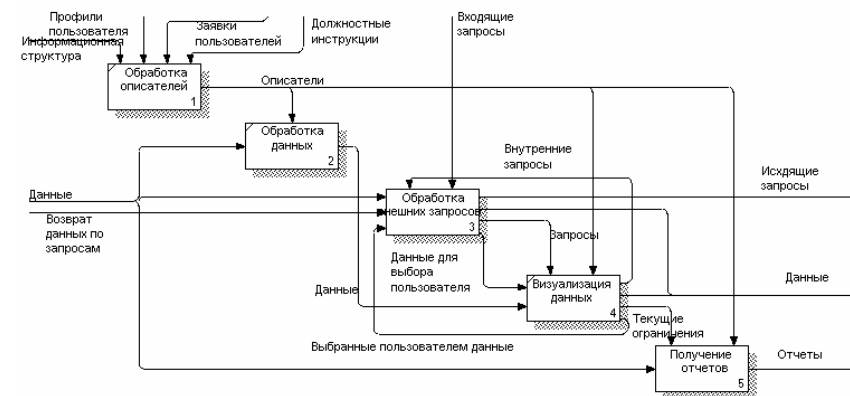 Профили
пользователя
Заявки
пользователей
Должностные
инструкции
Входящие
запросы
Информационная
структура
Обработка
описателей
1
Описатели
Обработка
данных
2
Внутренние
запросы
Исхдящие
запросы
Данные
Обработка
нешних запросов
3
Возврат
данных по
запросам
Запросы
Данные для
выбора
пользователя
Данные
Данные
Визуализация
данных
4
Текущие
ограничения
Выбранные пользователем данные
Получение
отчетов
5
Отчеты